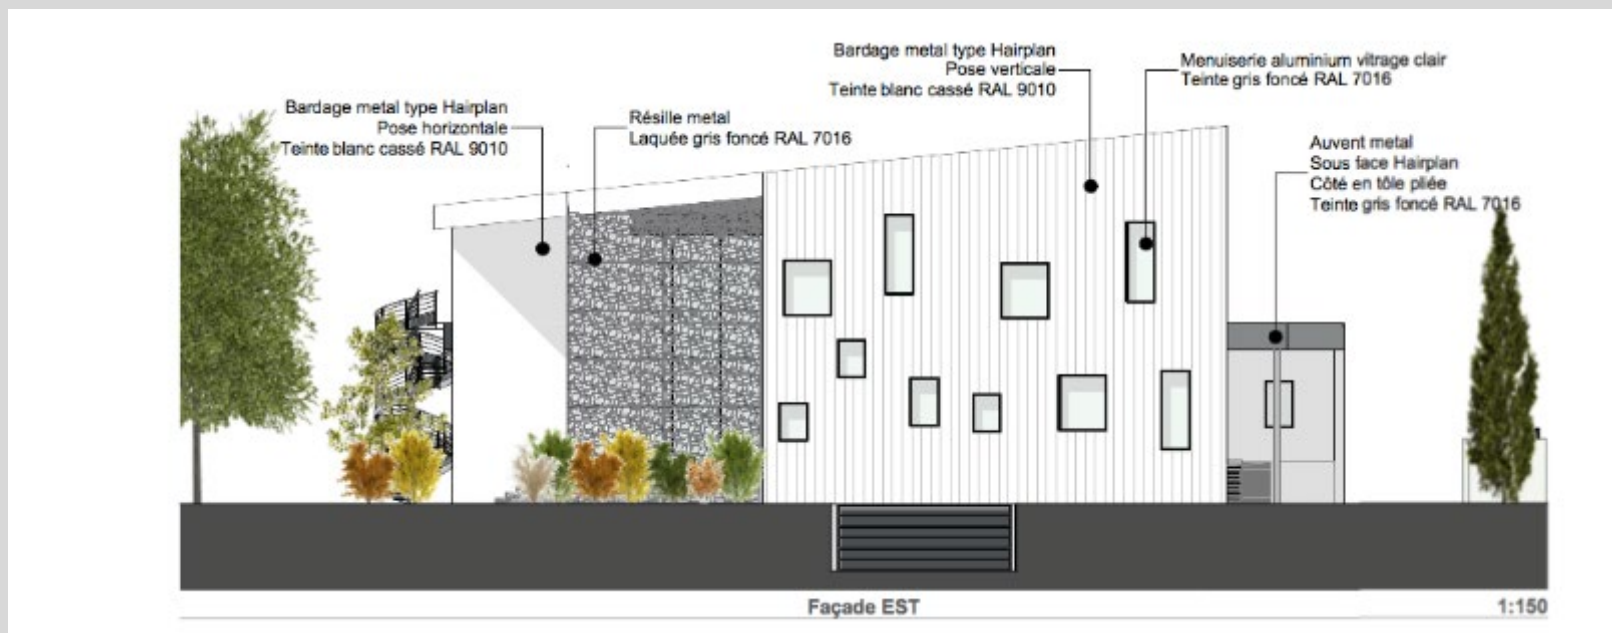 Bardage metal type Hairplan
Pose horizontale
Teinte blanc cassé RAL 9010
Résille metal
Laquée gris foncé RAL 7016
Bardage metal type Hairplan
Pose verticale
Teinte blanc cassé RAL 9010
Menuiserie aluminium vitrage clair
Teinte gris foncé RAL 7016
Auvent metal
Sous face Hairplan
Côté en tôle pliée
Teinte gris foncé RAL 7016
Façade EST
1:150